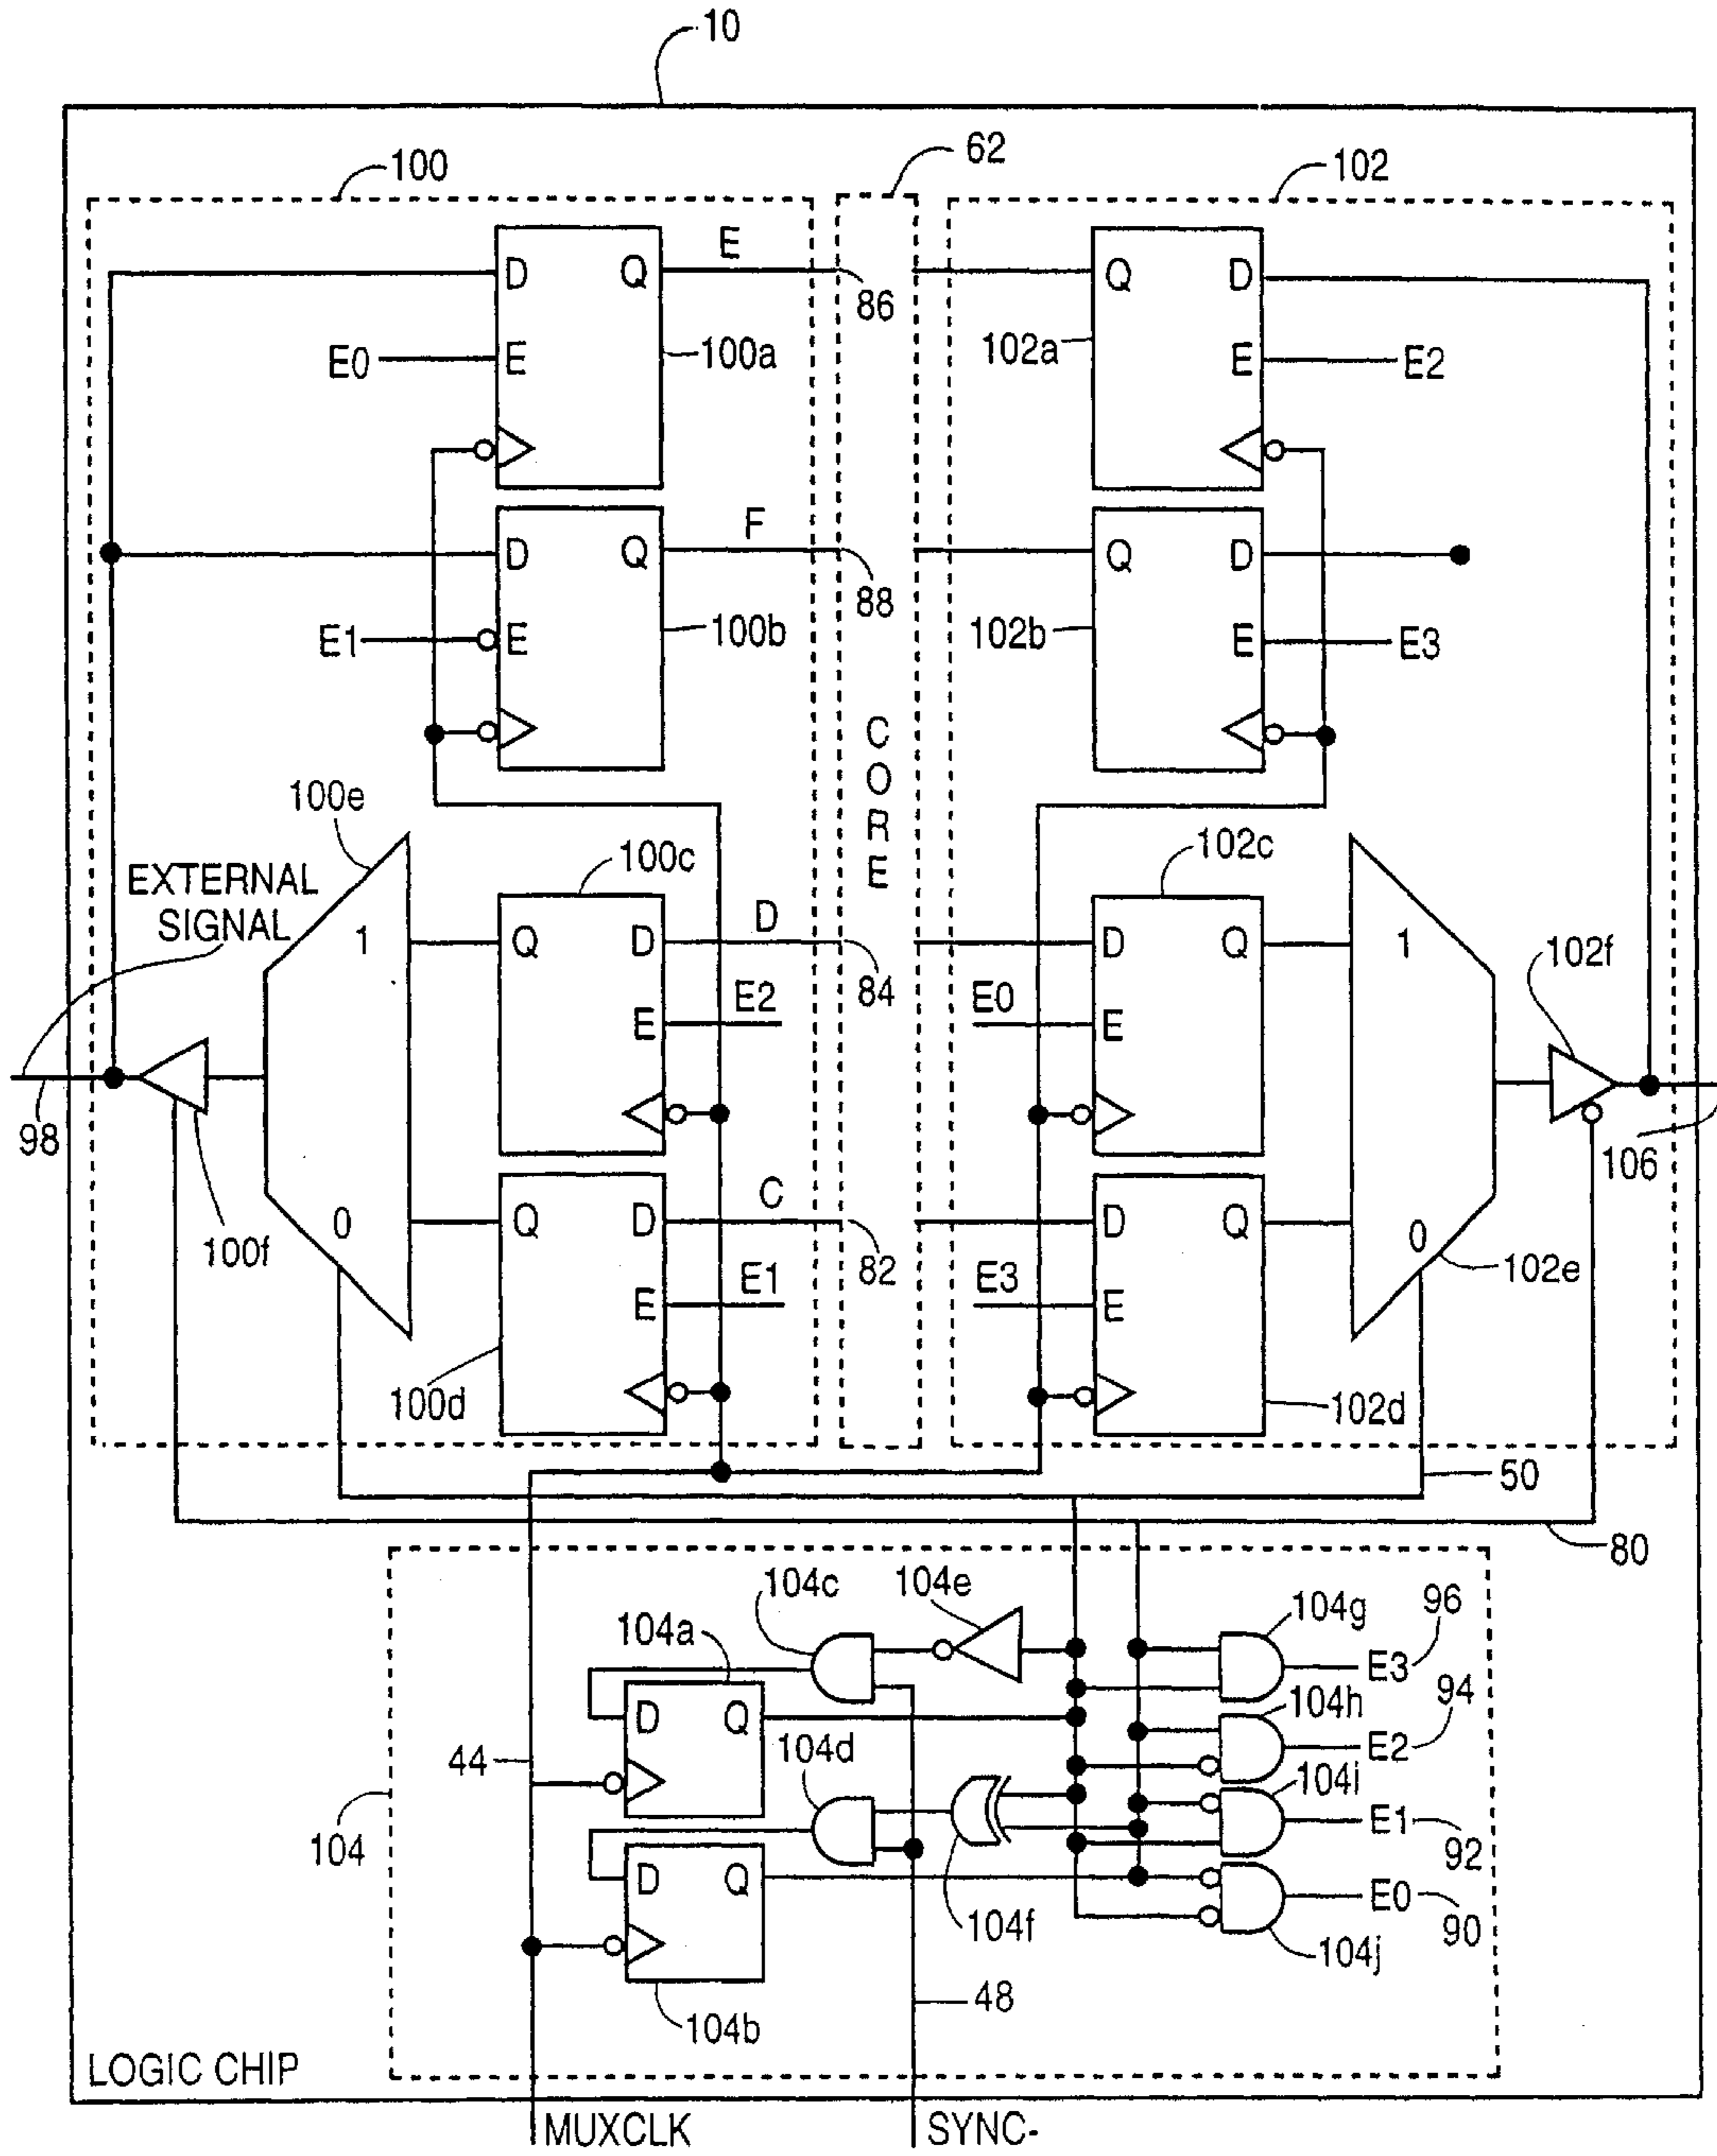 10
100
62
102
E
D Q
86
Q D
E0 E
100a
102a
E E2
F
D Q
88
Q D
E1 E
100b
102b
E E3
CORE
100e
100c
102c
EXTERNAL
SIGNAL
1
Q D
D
84
D Q
1
102f
E E2
E0 E
98
106
0
100f
Q D
C
82
D Q
0
102e
E E1
E3 E
100d
102d
50
80
104c
104e
104g
96
104a
E3
D Q
104h
94
44
104d
E2
104i
104
E1
92
D Q
E0
90
104f
104j
104b
48
LOGIC CHIP
MUXCLK
SYNC-